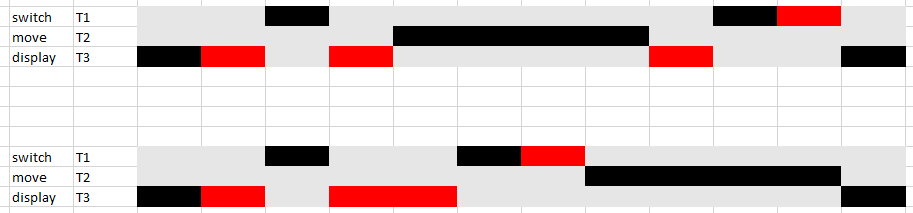 switch T1
move T2
display T3
switch T1
move T2
display T3